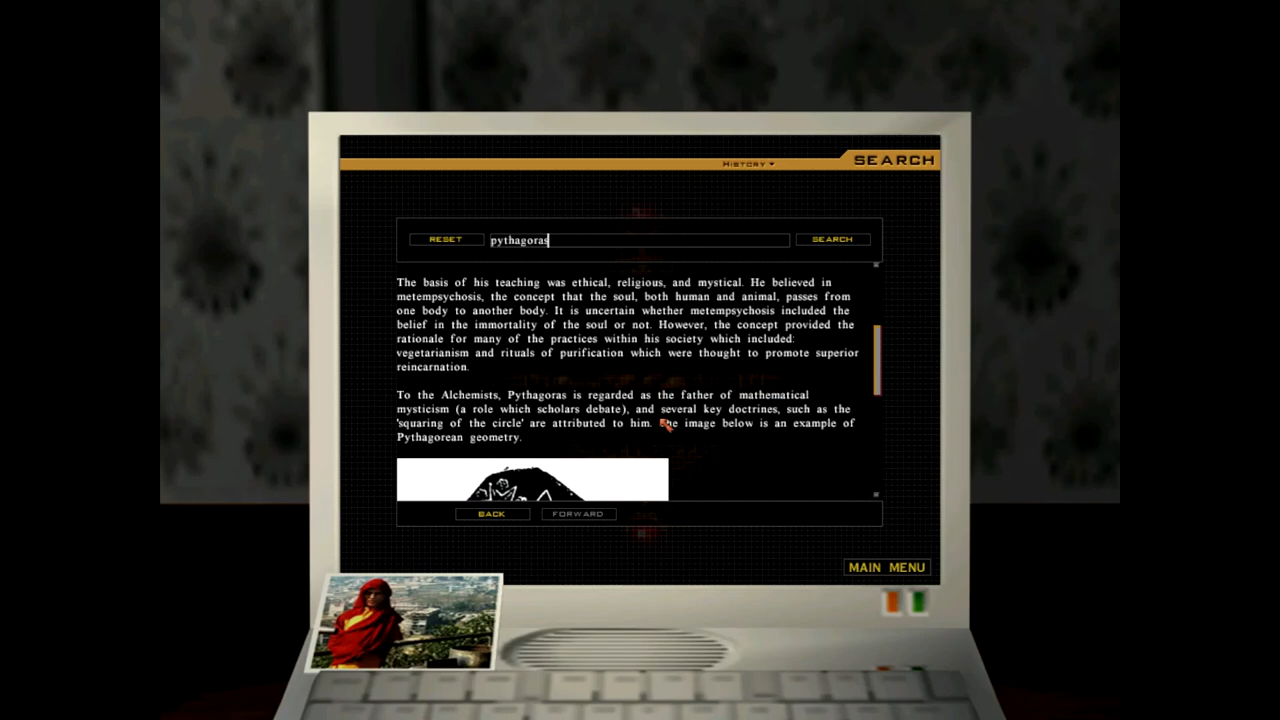 HISTORY
SEARCH
RESET pythagoras SEARCH
The basis of his teaching was ethical, religious, and mystical. He believed in
metempsychosis, the concept that the soul, both human and animal, passes from
one body to another body. It is uncertain whether metempsychosis included the
belief in the immortality of the soul or not. However, the concept provided the
rationale for many of the practices within his society which included:
vegetarianism and rituals of purification which were thought to promote superior
reincarnation.
To the Alchemists, Pythagoras is regarded as the father of mathematical
mysticism (a role which scholars debate), and several key doctrines, such as the
'squaring of the circle' are attributed to him. The image below is an example of
Pythagorean geometry.
BACK FORWARD
MAIN MENU